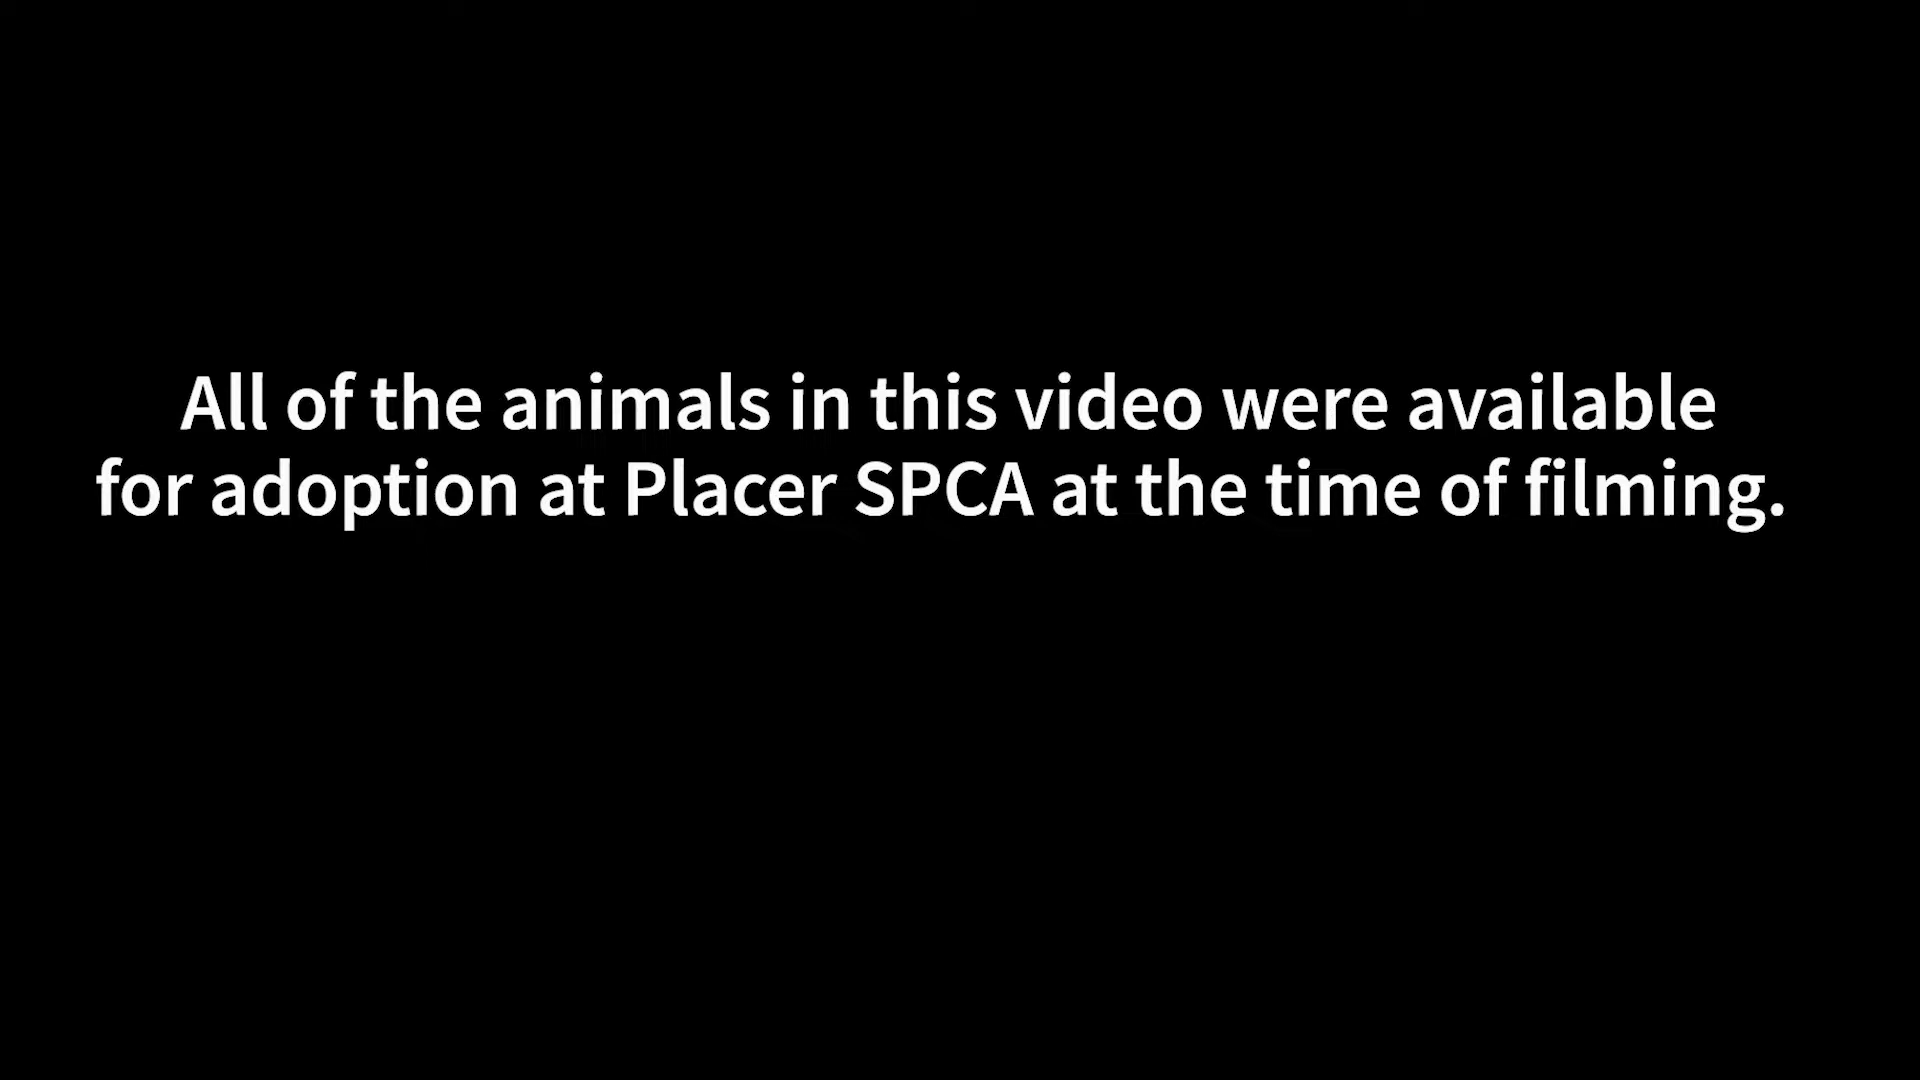 All of the animals in this video were available
for adoption at Placer SPCA at the time of filming.